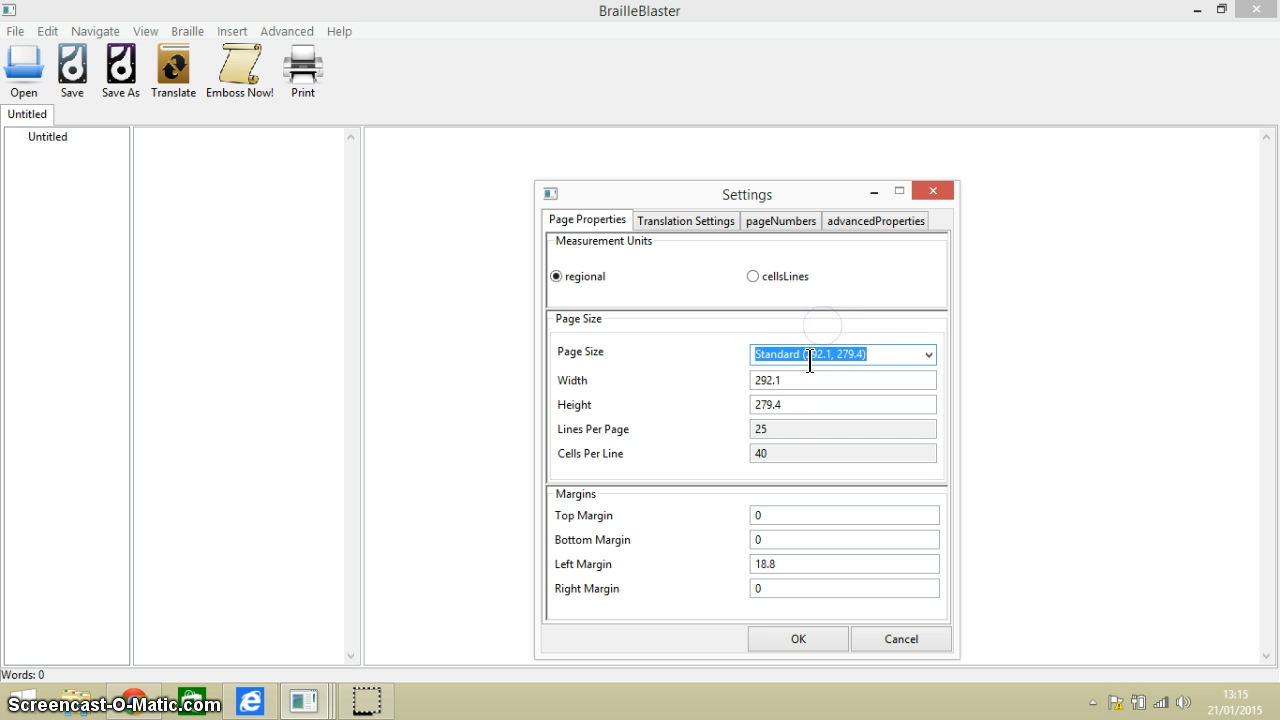 BrailleBlaster
File Edit Navigate View Braille Insert Advanced Help
Open Save Save As Translate Emboss Now! Print
Untitled
Untitled
Settings
Page Properties Translation Settings pageNumbers advancedProperties
Measurement Units
regional cellsLines
Page Size
Page Size Standard (292.1, 279.4)
Width 292.1
Height 279.4
Lines Per Page 25
Cells Per Line 40
Margins
Top Margin 0
Bottom Margin 0
Left Margin 18.8
Right Margin 0
OK Cancel
Words: 0
Screencast-O-Matic.com
13:15
21/01/2015